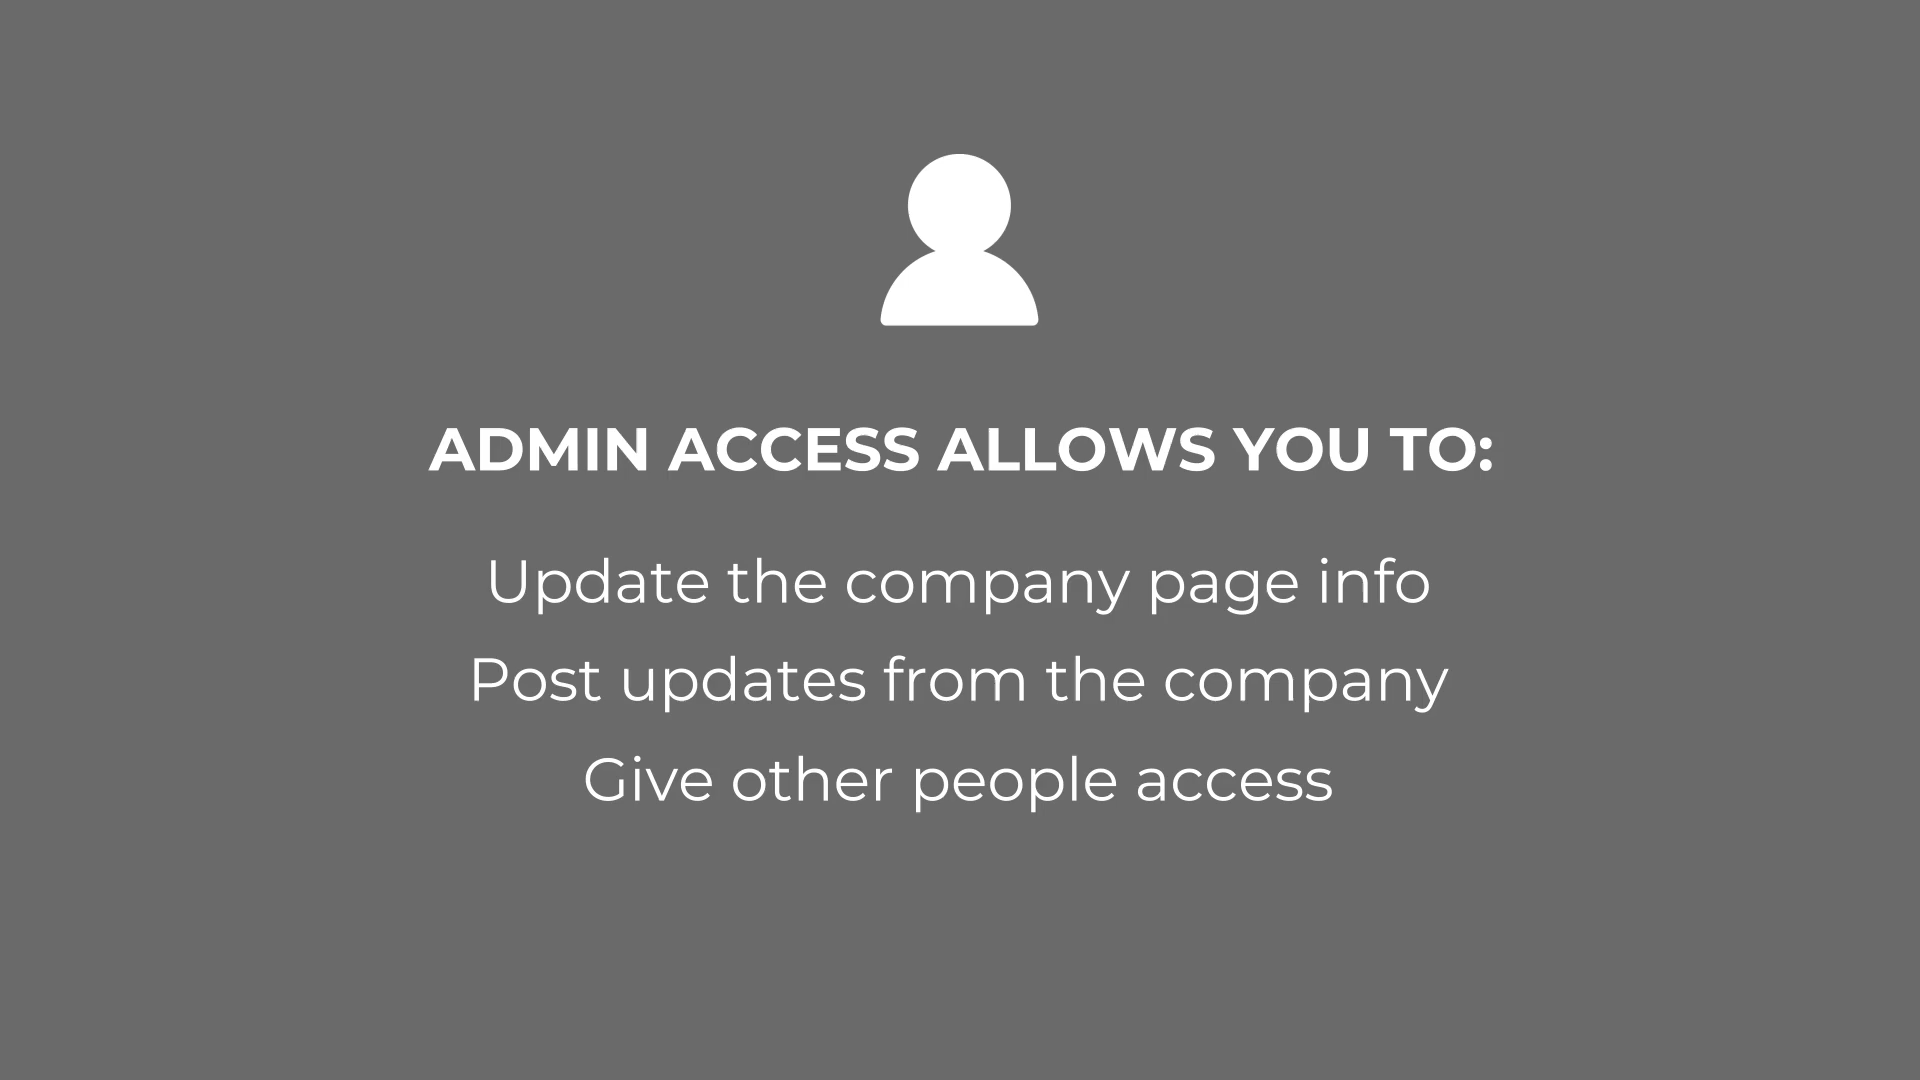 ADMIN ACCESS ALLOWS YOU TO:
Update the company page info
Post updates from the company
Give other people access